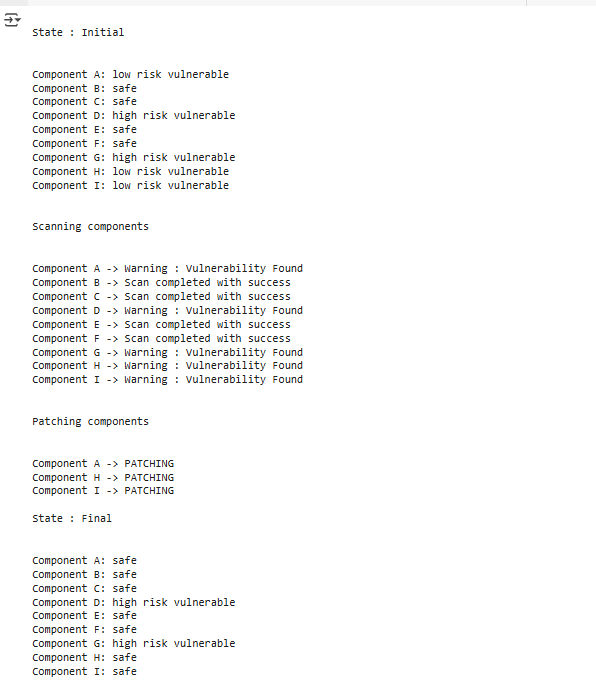 State : Initial
Component A: low risk vulnerable
Component B: safe
Component C: safe
Component D: high risk vulnerable
Component E: safe
Component F: safe
Component G: high risk vulnerable
Component H: low risk vulnerable
Component I: low risk vulnerable
Scanning components
Component A -> Warning : Vulnerability Found
Component B -> Scan completed with success
Component C -> Scan completed with success
Component D -> Warning : Vulnerability Found
Component E -> Scan completed with success
Component F -> Scan completed with success
Component G -> Warning : Vulnerability Found
Component H -> Warning : Vulnerability Found
Component I -> Warning : Vulnerability Found
Patching components
Component A -> PATCHING
Component H -> PATCHING
Component I -> PATCHING
State : Final
Component A: safe
Component B: safe
Component C: safe
Component D: high risk vulnerable
Component E: safe
Component F: safe
Component G: high risk vulnerable
Component H: safe
Component I: safe